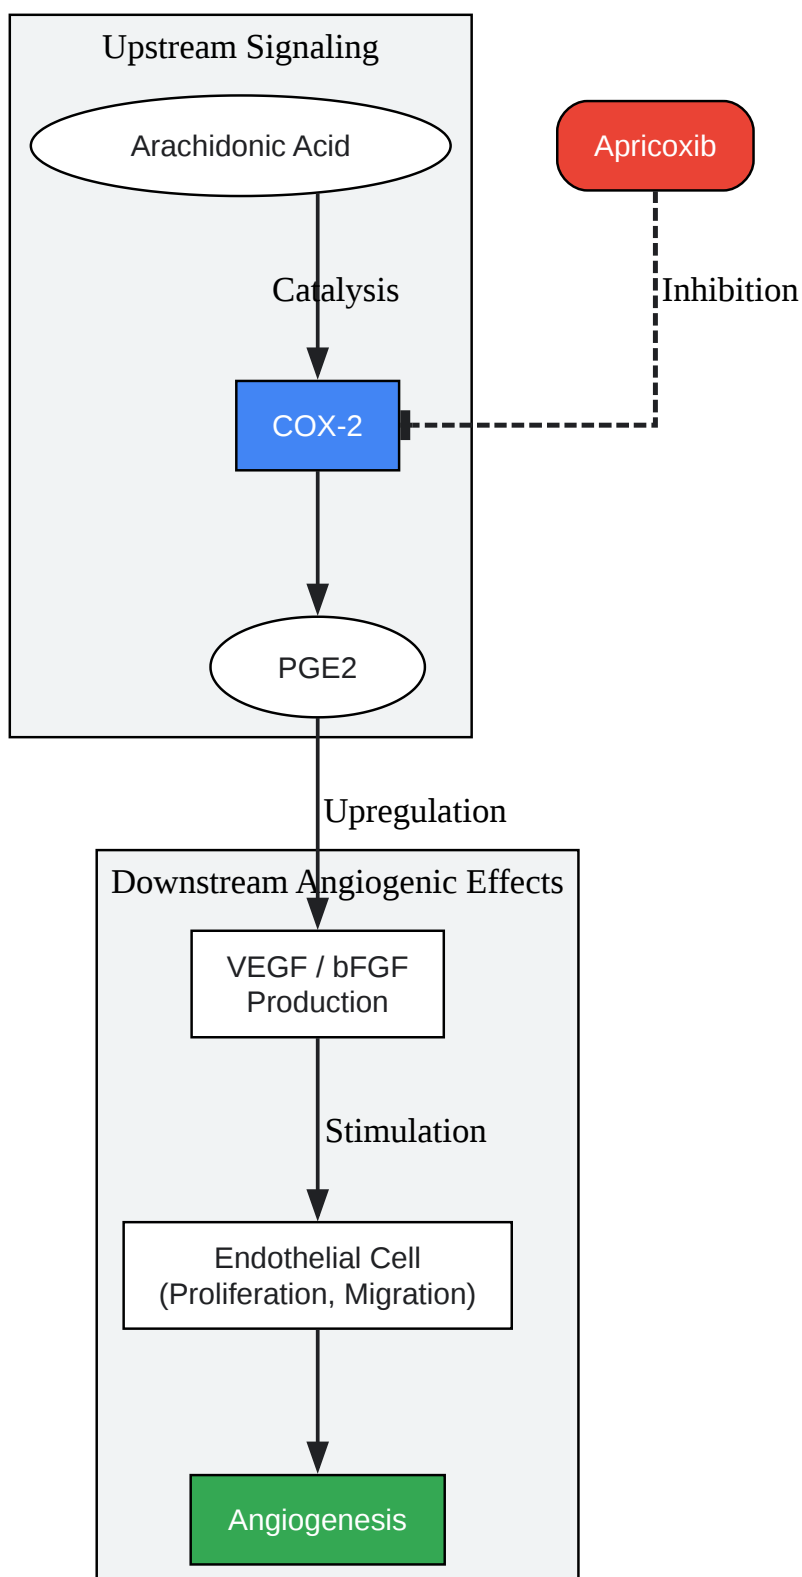 Upstream Signaling
Arachidonic Acid
Apricoxib
Catalysis
Inhibition
COX-2
PGE2
Upregulation
Downstream Angiogenic Effects
VEGF / bFGF
Production
Stimulation
Endothelial Cell
(Proliferation, Migration)
Angiogenesis